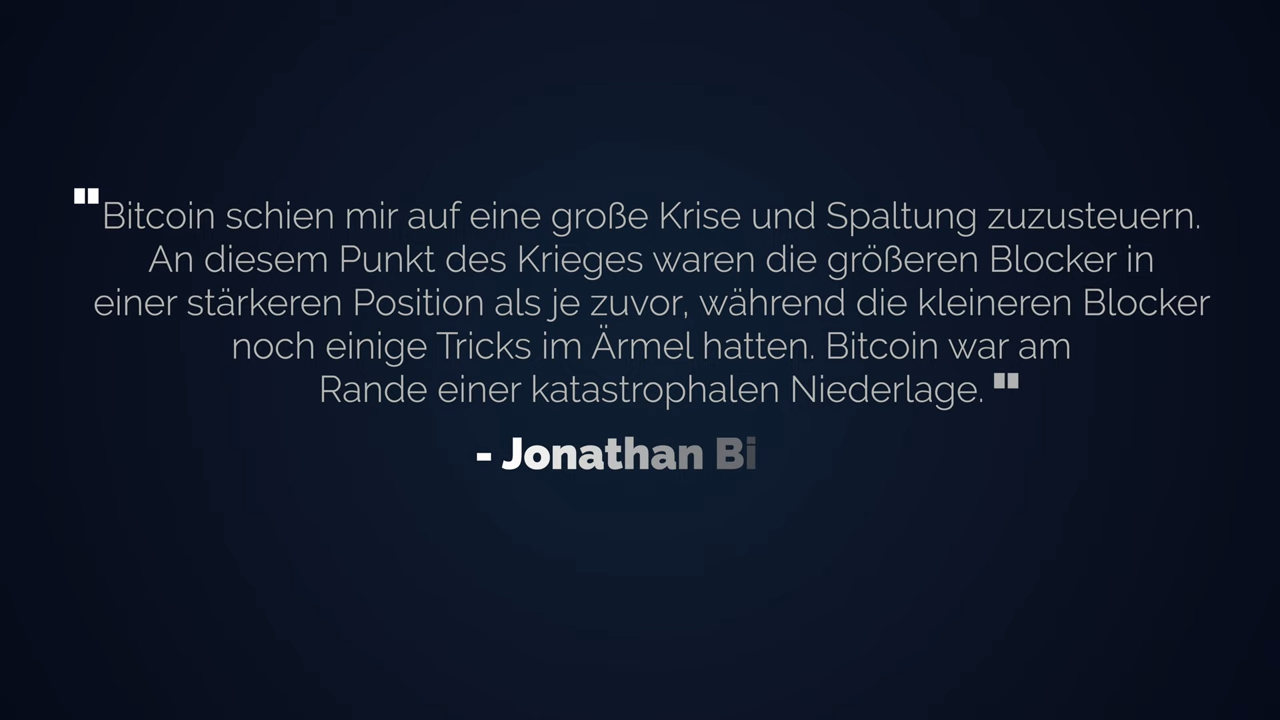 "Bitcoin schien mir auf eine große Krise und Spaltung zuzusteuern.
An diesem Punkt des Krieges waren die größeren Blocker in
einer stärkeren Position als je zuvor, während die kleineren Blocker
noch einige Tricks im Ärmel hatten. Bitcoin war am
Rande einer katastrophalen Niederlage. "
- Jonathan Bi